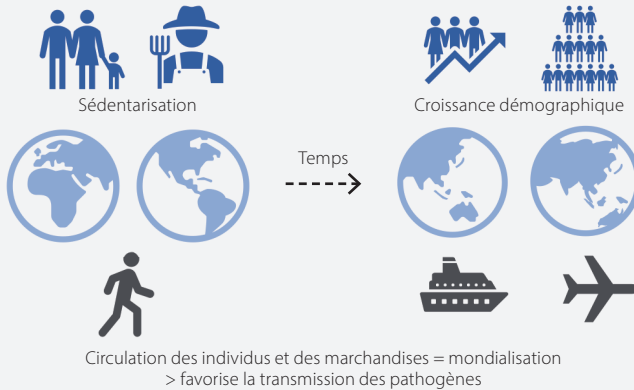 Sédentarisation
Croissance démographique
Temps
Circulation des individus et des marchandises = mondialisation
> favorise la transmission des pathogènes